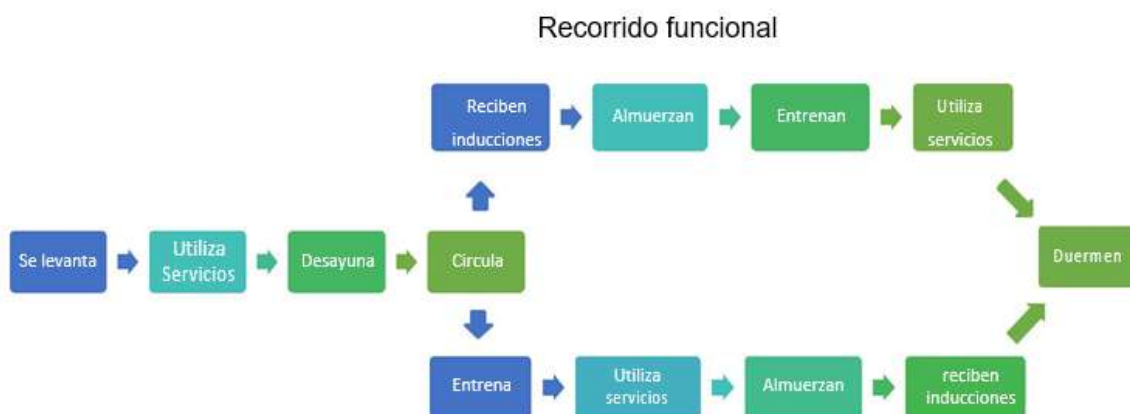 Recorrido funcional
Reciben
inducciones
Almuerzan
Entrenan
Utiliza
servicios
Se levanta
Utiliza
Servicios
Desayuna
Circula
Duermen
Entrena
Utiliza
servicios
Almuerzan
reciben
inducciones